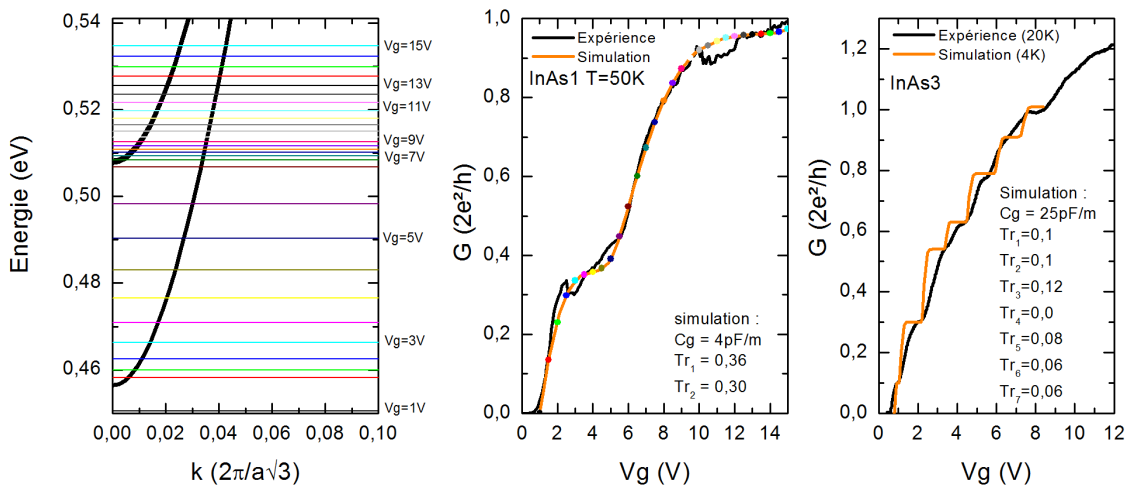 0,54
0,52
0,50
0,48
0,46
Energie (eV)
0,00 0,02 0,04 0,06 0,08 0,10
k (2π/a√3)
Vg=15V
Vg=13V
Vg=11V
Vg=9V
Vg=7V
Vg=5V
Vg=3V
Vg=1V
1,0
0,8
0,6
0,4
0,2
0,0
G (2e²/h)
0 2 4 6 8 10 12 14
Vg (V)
Expérience
Simulation
InAs1 T=50K
simulation :
Cg = 4pF/m
Tr₁ = 0,36
Tr₂ = 0,30
1,2
1,0
0,8
0,6
0,4
0,2
0,0
G (2e²/h)
0 2 4 6 8 10 12
Vg (V)
Expérience (20K)
Simulation (4K)
InAs3
Simulation :
Cg = 25pF/m
Tr₁=0,1
Tr₂=0,1
Tr₃=0,12
Tr₄=0,0
Tr₅=0,08
Tr₆=0,06
Tr₇=0,06